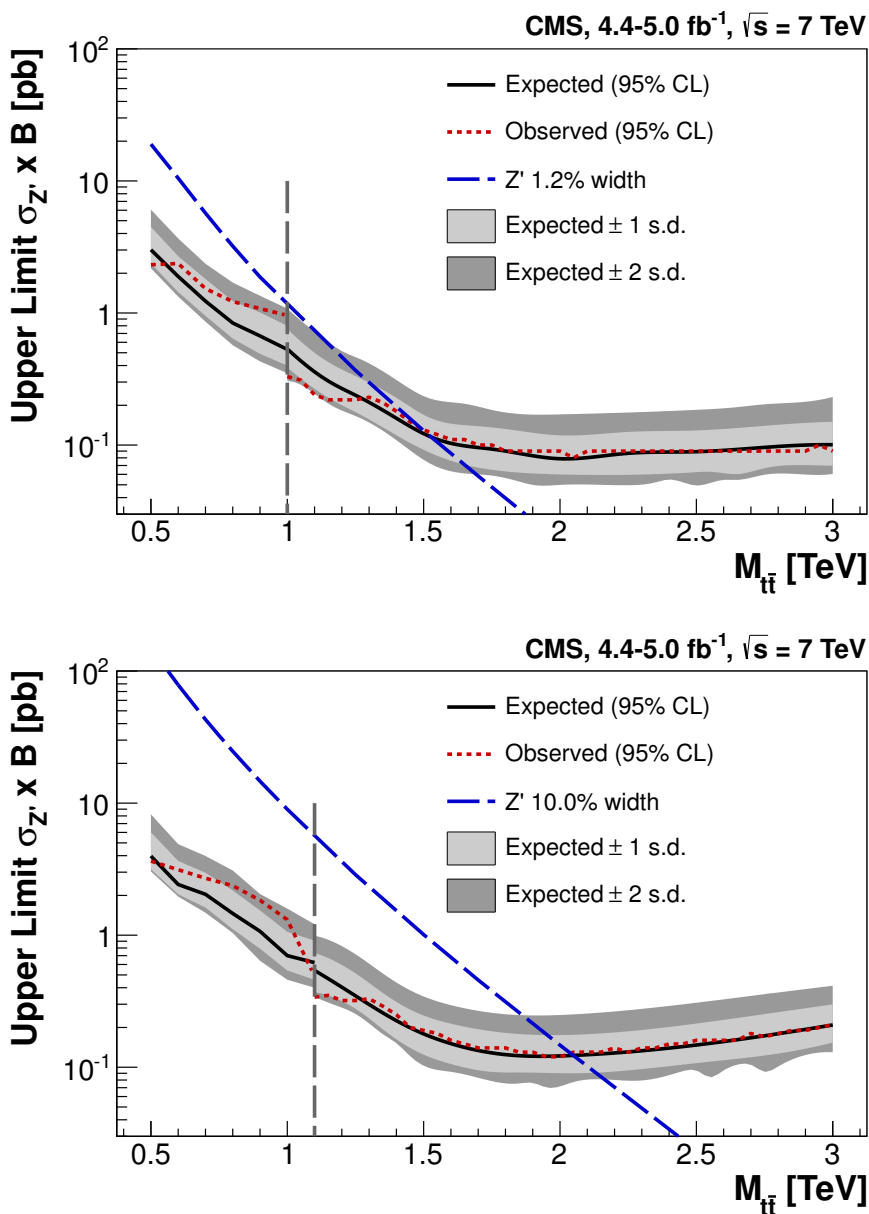 CMS, 4.4-5.0 fb⁻¹, √s = 7 TeV
Upper Limit σ_Z' x B [pb]
10²
10
1
10⁻¹
Expected (95% CL)
Observed (95% CL)
Z' 1.2% width
Expected ± 1 s.d.
Expected ± 2 s.d.
0.5 1 1.5 2 2.5 3
M_tt̄ [TeV]
CMS, 4.4-5.0 fb⁻¹, √s = 7 TeV
Upper Limit σ_Z' x B [pb]
10²
10
1
10⁻¹
Expected (95% CL)
Observed (95% CL)
Z' 10.0% width
Expected ± 1 s.d.
Expected ± 2 s.d.
0.5 1 1.5 2 2.5 3
M_tt̄ [TeV]